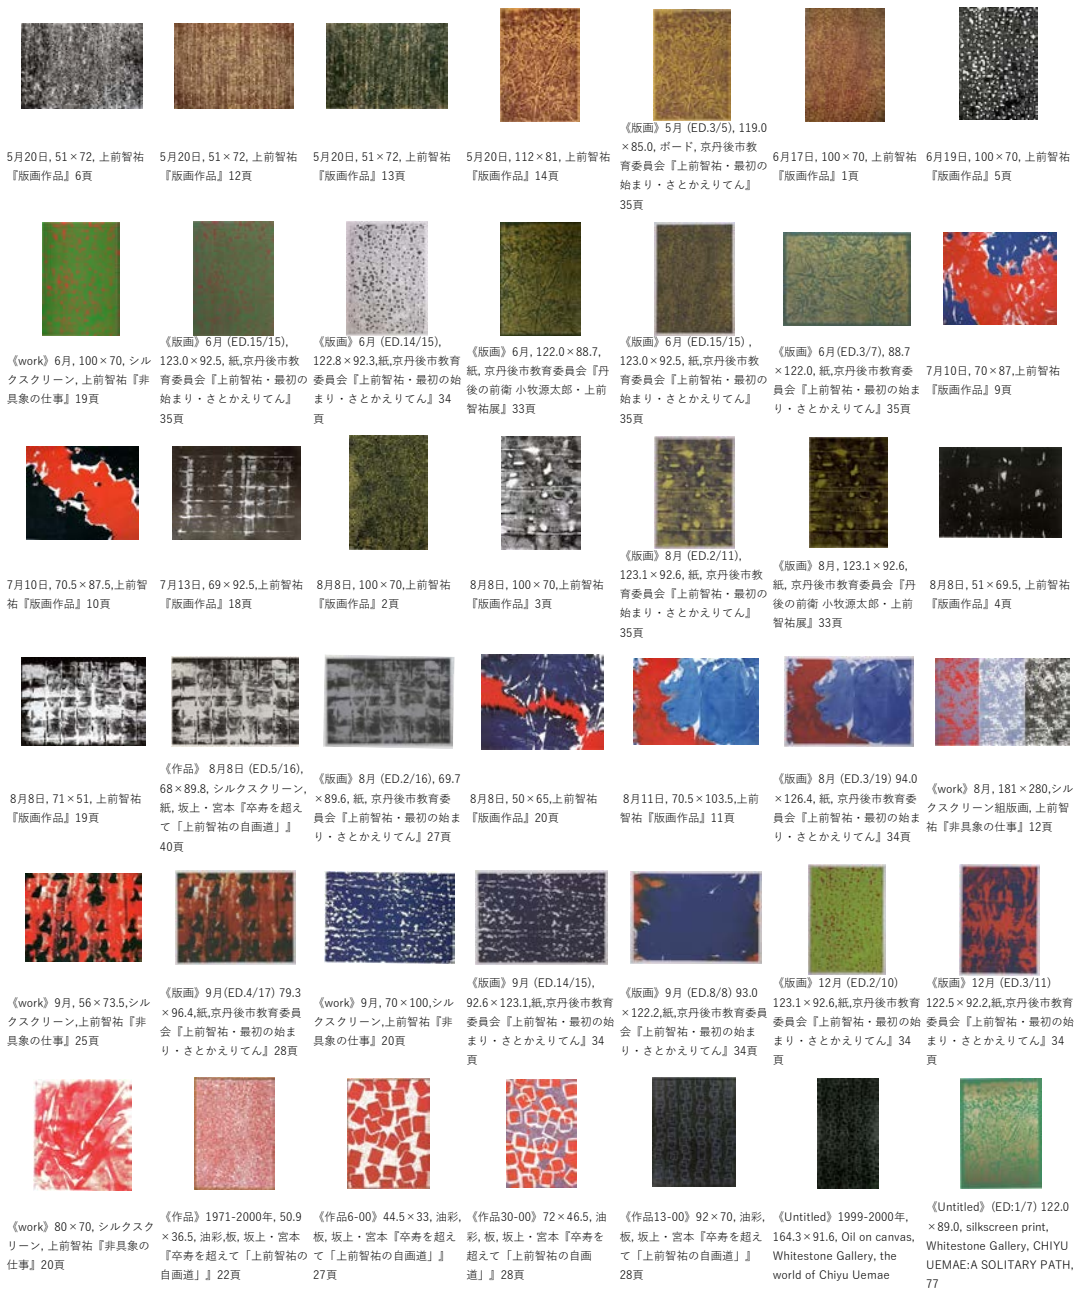 5月20日, 51×72, 上前智祐
『版画作品』6頁
5月20日, 51×72, 上前智祐
『版画作品』12頁
5月20日, 51×72, 上前智祐
『版画作品』13頁
5月20日, 112×81, 上前智祐
『版画作品』14頁
《版画》5月 (ED.3/5), 119.0
×85.0, ボード, 京丹後市教
育委員会『上前智祐・最初の
始まり・さとかえりてん』
35頁
6月17日, 100×70, 上前智祐
『版画作品』1頁
6月19日, 100×70, 上前智祐
『版画作品』5頁
《work》6月, 100×70, シル
クスクリーン, 上前智祐『非
具象の仕事』19頁
《版画》6月 (ED.15/15),
123.0×92.5, 紙,京丹後市教
育委員会『上前智祐・最初の
始まり・さとかえりてん』
35頁
《版画》6月 (ED.14/15),
122.8×92.3,紙,京丹後市教育
委員会『上前智祐・最初の始
まり・さとかえりてん』34
頁
《版画》6月, 122.0×88.7,
紙, 京丹後市教育委員会『丹
後の前衛 小牧源太郎・上前
智祐展』33頁
《版画》6月 (ED.15/15) ,
123.0×92.5, 紙,京丹後市教
育委員会『上前智祐・最初の
始まり・さとかえりてん』
35頁
《版画》6月(ED.3/7), 88.7
×122.0, 紙,京丹後市教育委
員会『上前智祐・最初の始ま
り・さとかえりてん』35頁
7月10日, 70×87,上前智祐
『版画作品』9頁
7月10日, 70.5×87.5,上前智
祐『版画作品』10頁
7月13日, 69×92.5,上前智祐
『版画作品』18頁
8月8日, 100×70,上前智祐
『版画作品』2頁
8月8日, 100×70,上前智祐
『版画作品』3頁
《版画》8月 (ED.2/11),
123.1×92.6, 紙, 京丹後市教
育委員会『上前智祐・最初の
始まり・さとかえりてん』
35頁
《版画》8月, 123.1×92.6,
紙, 京丹後市教育委員会『丹
後の前衛 小牧源太郎・上前
智祐展』33頁
8月8日, 51×69.5, 上前智祐
『版画作品』4頁
8月8日, 71×51, 上前智祐
『版画作品』19頁
《作品》 8月8日 (ED.5/16),
68×89.8, シルクスクリーン,
紙, 坂上・宮本『卒寿を超え
て「上前智祐の自画道」』
40頁
《版画》8月 (ED.2/16), 69.7
×89.6, 紙, 京丹後市教育委
員会『上前智祐・最初の始ま
り・さとかえりてん』27頁
8月8日, 50×65,上前智祐
『版画作品』20頁
8月11日, 70.5×103.5,上前
智祐『版画作品』11頁
《版画》8月 (ED.3/19) 94.0
×126.4, 紙, 京丹後市教育委
員会『上前智祐・最初の始ま
り・さとかえりてん』34頁
《work》8月, 181×280,シル
クスクリーン組版画, 上前智
祐『非具象の仕事』12頁
《work》9月, 56×73.5,シル
クスクリーン,上前智祐『非
具象の仕事』25頁
《版画》9月(ED.4/17) 79.3
×96.4,紙,京丹後市教育委員
会『上前智祐・最初の始ま
り・さとかえりてん』28頁
《work》9月, 70×100,シル
クスクリーン,上前智祐『非
具象の仕事』20頁
《版画》9月 (ED.14/15),
92.6×123.1,紙,京丹後市教育
委員会『上前智祐・最初の始
まり・さとかえりてん』34
頁
《版画》9月 (ED.8/8) 93.0
×122.2,紙,京丹後市教育委員
会『上前智祐・最初の始ま
り・さとかえりてん』34頁
《版画》12月 (ED.2/10)
123.1×92.6,紙,京丹後市教育
委員会『上前智祐・最初の始
まり・さとかえりてん』34
頁
《版画》12月 (ED.3/11)
122.5×92.2,紙,京丹後市教育
委員会『上前智祐・最初の始
まり・さとかえりてん』34
頁
《work》80×70, シルクスク
リーン, 上前智祐『非具象の
仕事』20頁
《作品》1971-2000年, 50.9
×36.5, 油彩,板, 坂上・宮本
『卒寿を超えて「上前智祐の
自画道」』22頁
《作品6-00》44.5×33, 油彩,
板, 坂上・宮本『卒寿を超え
て「上前智祐の自画道」』
27頁
《作品30-00》72×46.5, 油
彩, 板, 坂上・宮本『卒寿を
超えて「上前智祐の自画
道」』28頁
《作品13-00》92×70, 油彩,
板, 坂上・宮本『卒寿を超え
て「上前智祐の自画道」』
28頁
《Untitled》1999-2000年,
164.3×91.6, Oil on canvas,
Whitestone Gallery, the
world of Chiyu Uemae
《Untitled》(ED:1/7) 122.0
×89.0, silkscreen print,
Whitestone Gallery, CHIYU
UEMAE:A SOLITARY PATH,
77